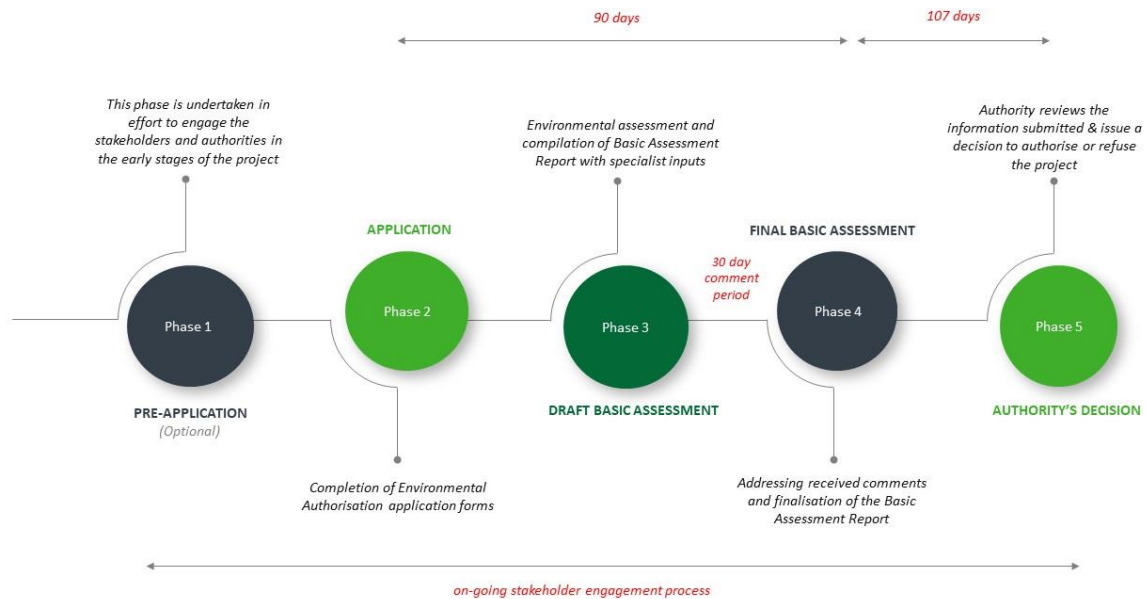 90 days
107 days
This phase is undertaken in
effort to engage the
stakeholders and authorities in
the early stages of the project
Environmental assessment and
compilation of Basic Assessment
Report with specialist inputs
Authority reviews the
information submitted & issue a
decision to authorise or refuse
the project
APPLICATION
FINAL BASIC ASSESSMENT
30 day
comment
period
Phase 1
Phase 2
Phase 3
Phase 4
Phase 5
PRE-APPLICATION
(Optional)
DRAFT BASIC ASSESSMENT
AUTHORITY'S DECISION
Completion of Environmental
Authorisation application forms
Addressing received comments
and finalisation of the Basic
Assessment Report
on-going stakeholder engagement process